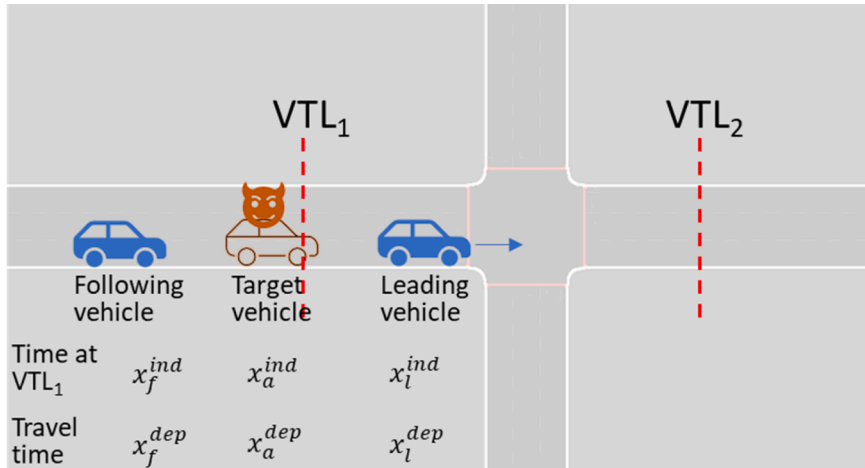 VTL₁
VTL₂
Following vehicle
Target vehicle
Leading vehicle
Time at VTL₁
x_f^{ind}
x_a^{ind}
x_l^{ind}
Travel time
x_f^{dep}
x_a^{dep}
x_l^{dep}